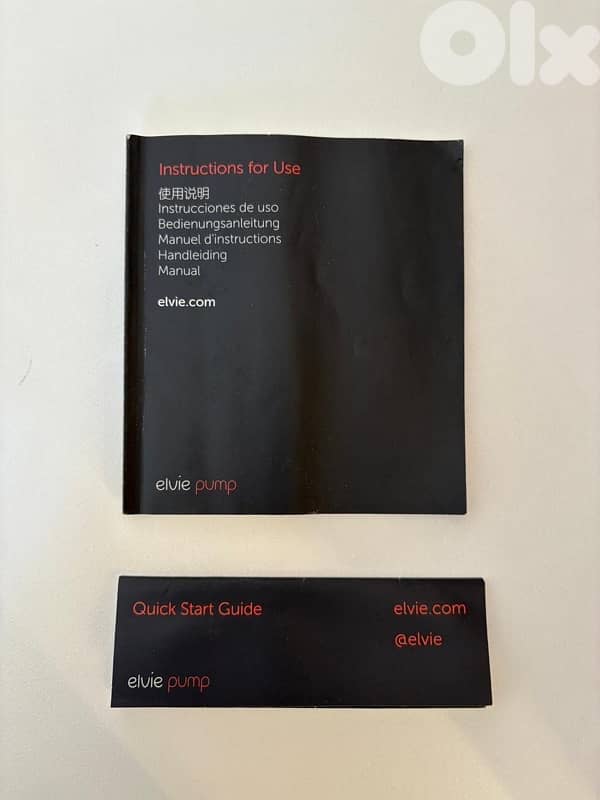 Olx
Instructions for Use
使用说明
Instrucciones de uso
Bedienungsanleitung
Manuel d'instructions
Handleiding
Manual
elvie.com
elvie pump
Quick Start Guide
elvie.com
@elvie
elvie pump